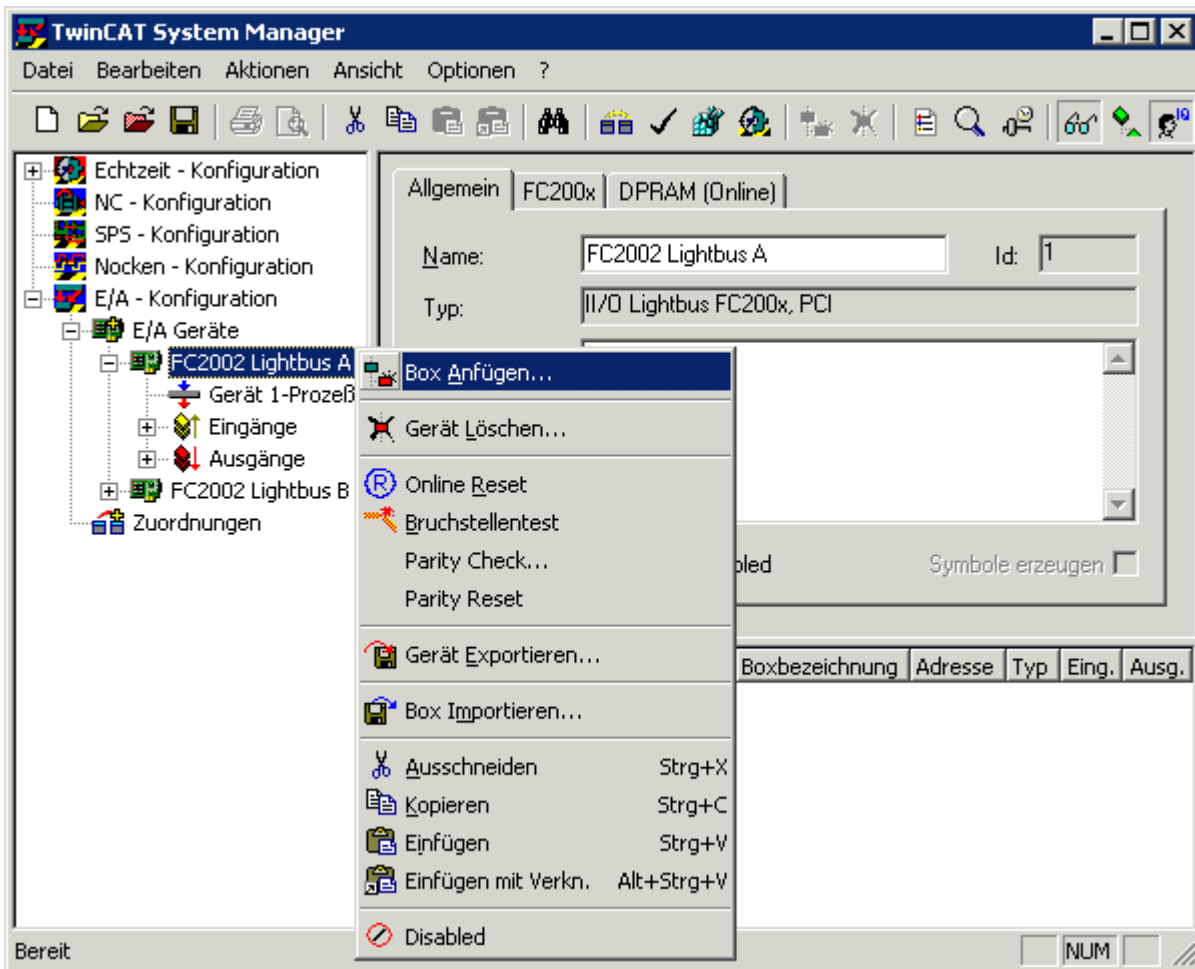 TwinCAT System Manager
Datei Bearbeiten Aktionen Ansicht Optionen ?
Echtzeit - Konfiguration
NC - Konfiguration
SPS - Konfiguration
Nocken - Konfiguration
E/A - Konfiguration
E/A Geräte
FC2002 Lightbus A
Gerät 1-Prozeß
Eingänge
Ausgänge
FC2002 Lightbus B
Zuordnungen
Allgemein FC200x DPRAM (Online)
Name: FC2002 Lightbus A Id: 1
Typ: II/O Lightbus FC200x, PCI
Symbole erzeugen
Box Anfügen...
Gerät Löschen...
Online Reset
Bruchstellentest
Parity Check...
Parity Reset
Gerät Exportieren...
Box Importieren...
Ausschneiden Strg+X
Kopieren Strg+C
Einfügen Strg+V
Einfügen mit Verkn. Alt+Strg+V
Disabled
Boxbezeichnung Adresse Typ Eing. Ausg.
Bereit NUM